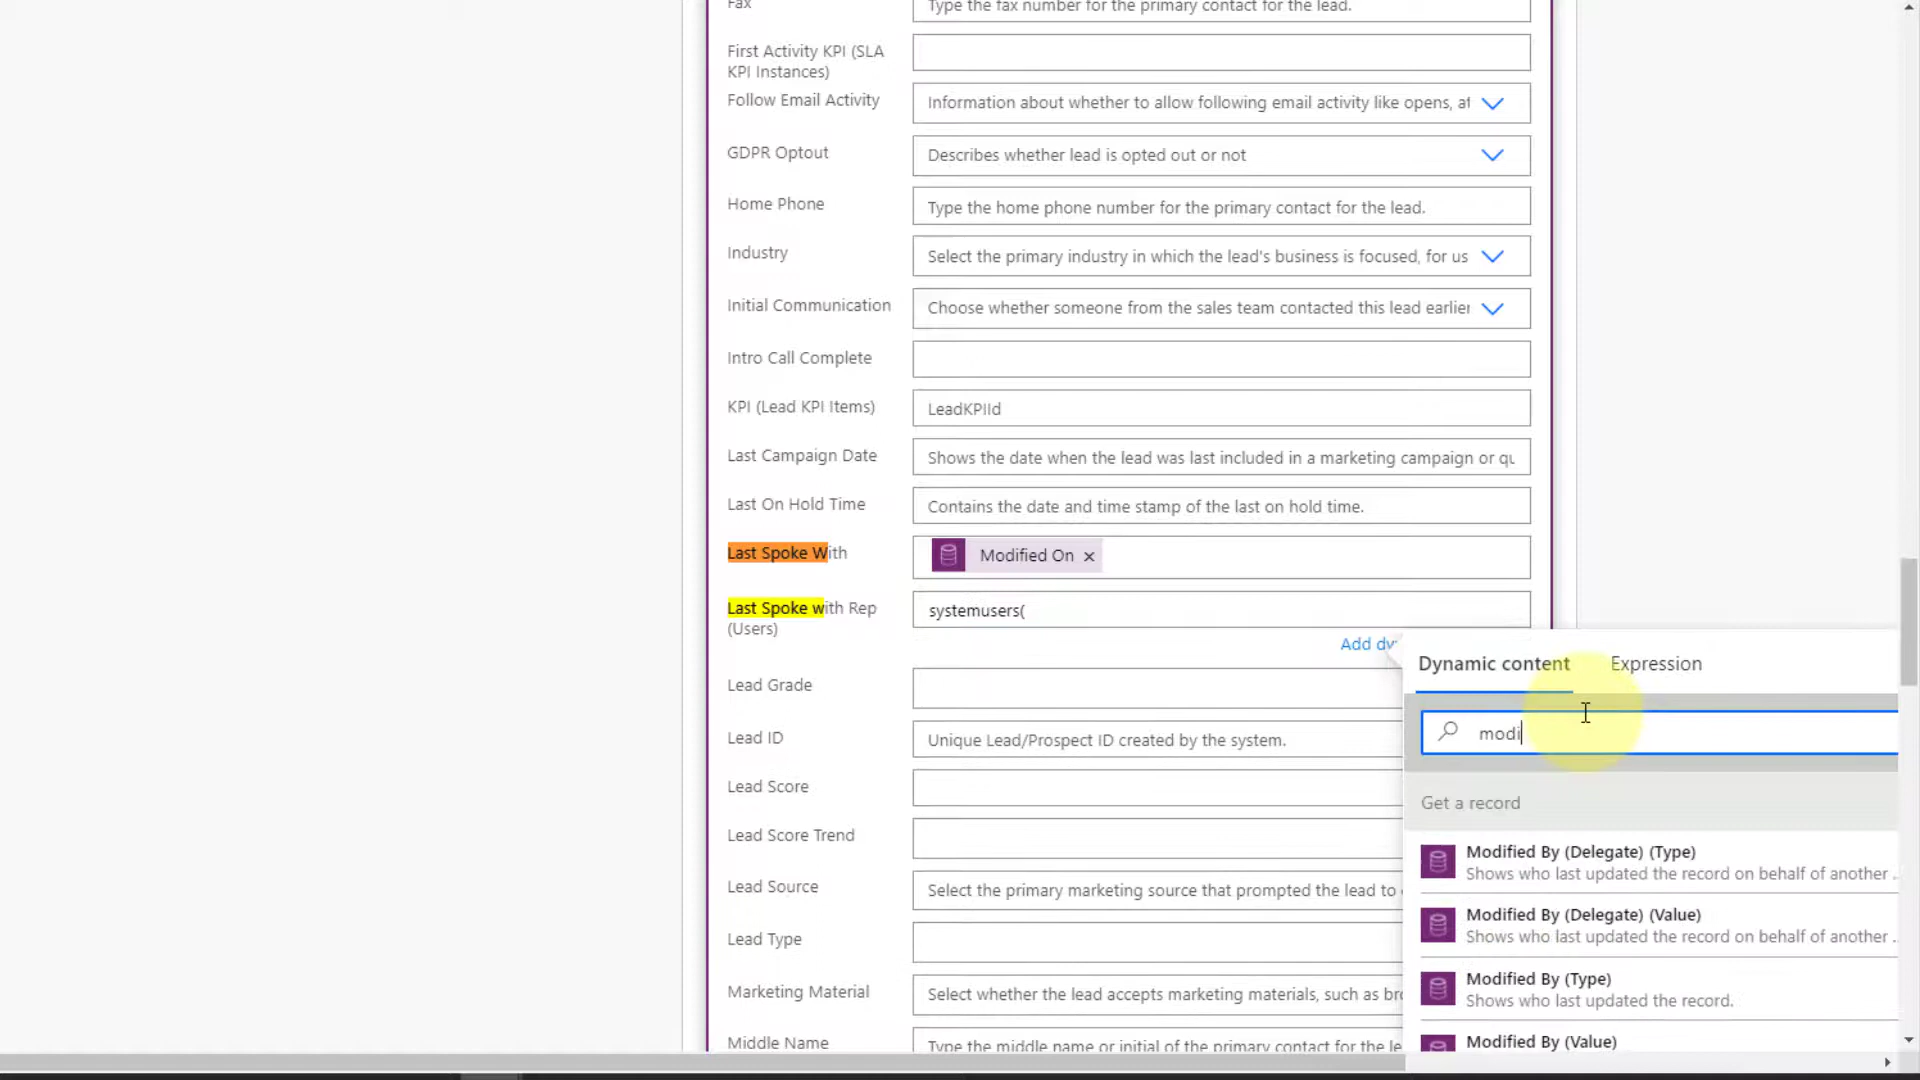 Fax
Type the fax number for the primary contact for the lead.
First Activity KPI (SLA
KPI Instances)
Follow Email Activity
Information about whether to allow following email activity like opens, at
GDPR Optout
Describes whether lead is opted out or not
Home Phone
Type the home phone number for the primary contact for the lead.
Industry
Select the primary industry in which the lead's business is focused, for us
Initial Communication
Choose whether someone from the sales team contacted this lead earlier
Intro Call Complete
KPI (Lead KPI Items)
LeadKPIId
Last Campaign Date
Shows the date when the lead was last included in a marketing campaign or qu
Last On Hold Time
Contains the date and time stamp of the last on hold time.
Last Spoke With
Modified On
Last Spoke with Rep
(Users)
systemusers(
Add dy
Dynamic content
Expression
modi
Get a record
Modified By (Delegate) (Type)
Shows who last updated the record on behalf of another ...
Modified By (Delegate) (Value)
Shows who last updated the record on behalf of another ...
Modified By (Type)
Shows who last updated the record.
Modified By (Value)
Lead Grade
Lead ID
Unique Lead/Prospect ID created by the system.
Lead Score
Lead Score Trend
Lead Source
Select the primary marketing source that prompted the lead to
Lead Type
Marketing Material
Select whether the lead accepts marketing materials, such as bro
Middle Name
Type the middle name or initial of the primary contact for the le